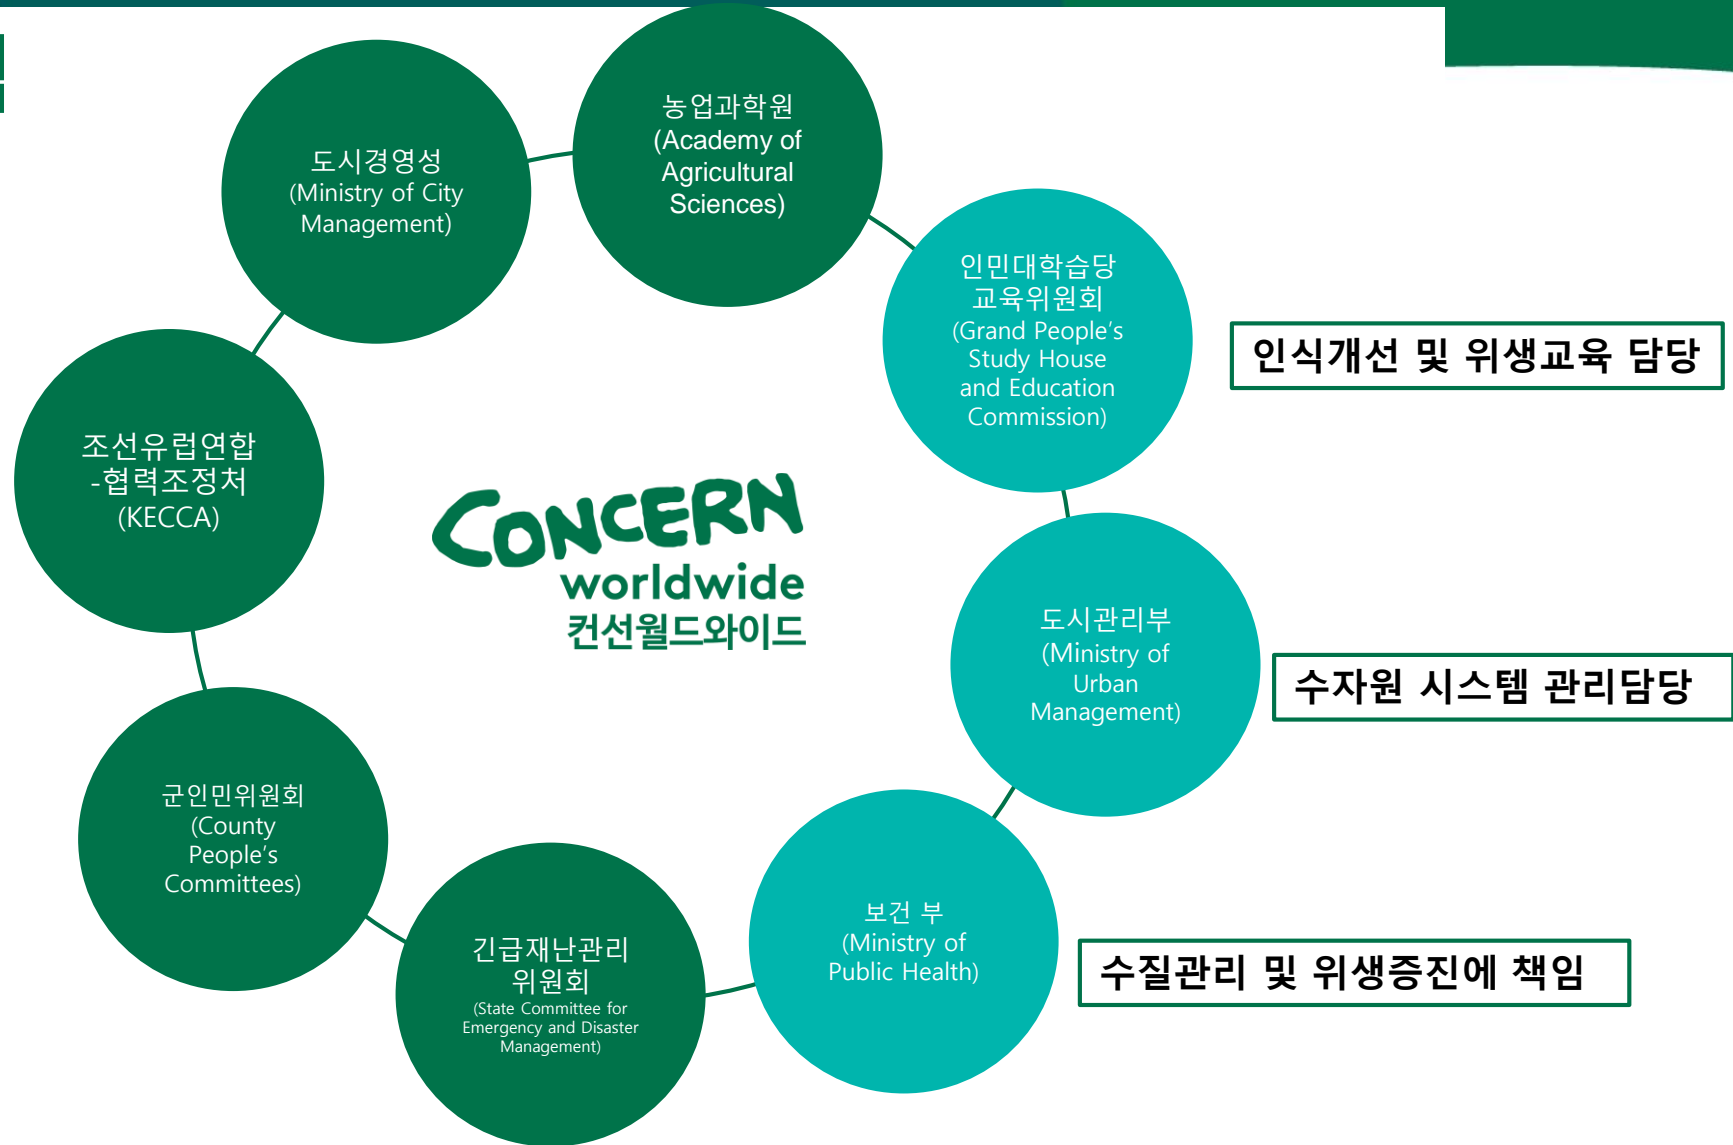 농업과학원
(Academy of
Agricultural
Sciences)
도시경영성
(Ministry of City
Management)
인민대학습당
교육위원회
(Grand People’s
Study House
and Education
Commission)
인식개선 및 위생교육 담당
조선유럽연합
-협력조정처
(KECCA)
CONCERN
worldwide
컨선월드와이드
도시관리부
(Ministry of
Urban
Management)
수자원 시스템 관리담당
군인민위원회
(County
People’s
Committees)
보건 부
(Ministry of
Public Health)
수질관리 및 위생증진에 책임
긴급재난관리
위원회
(State Committee for
Emergency and Disaster
Management)